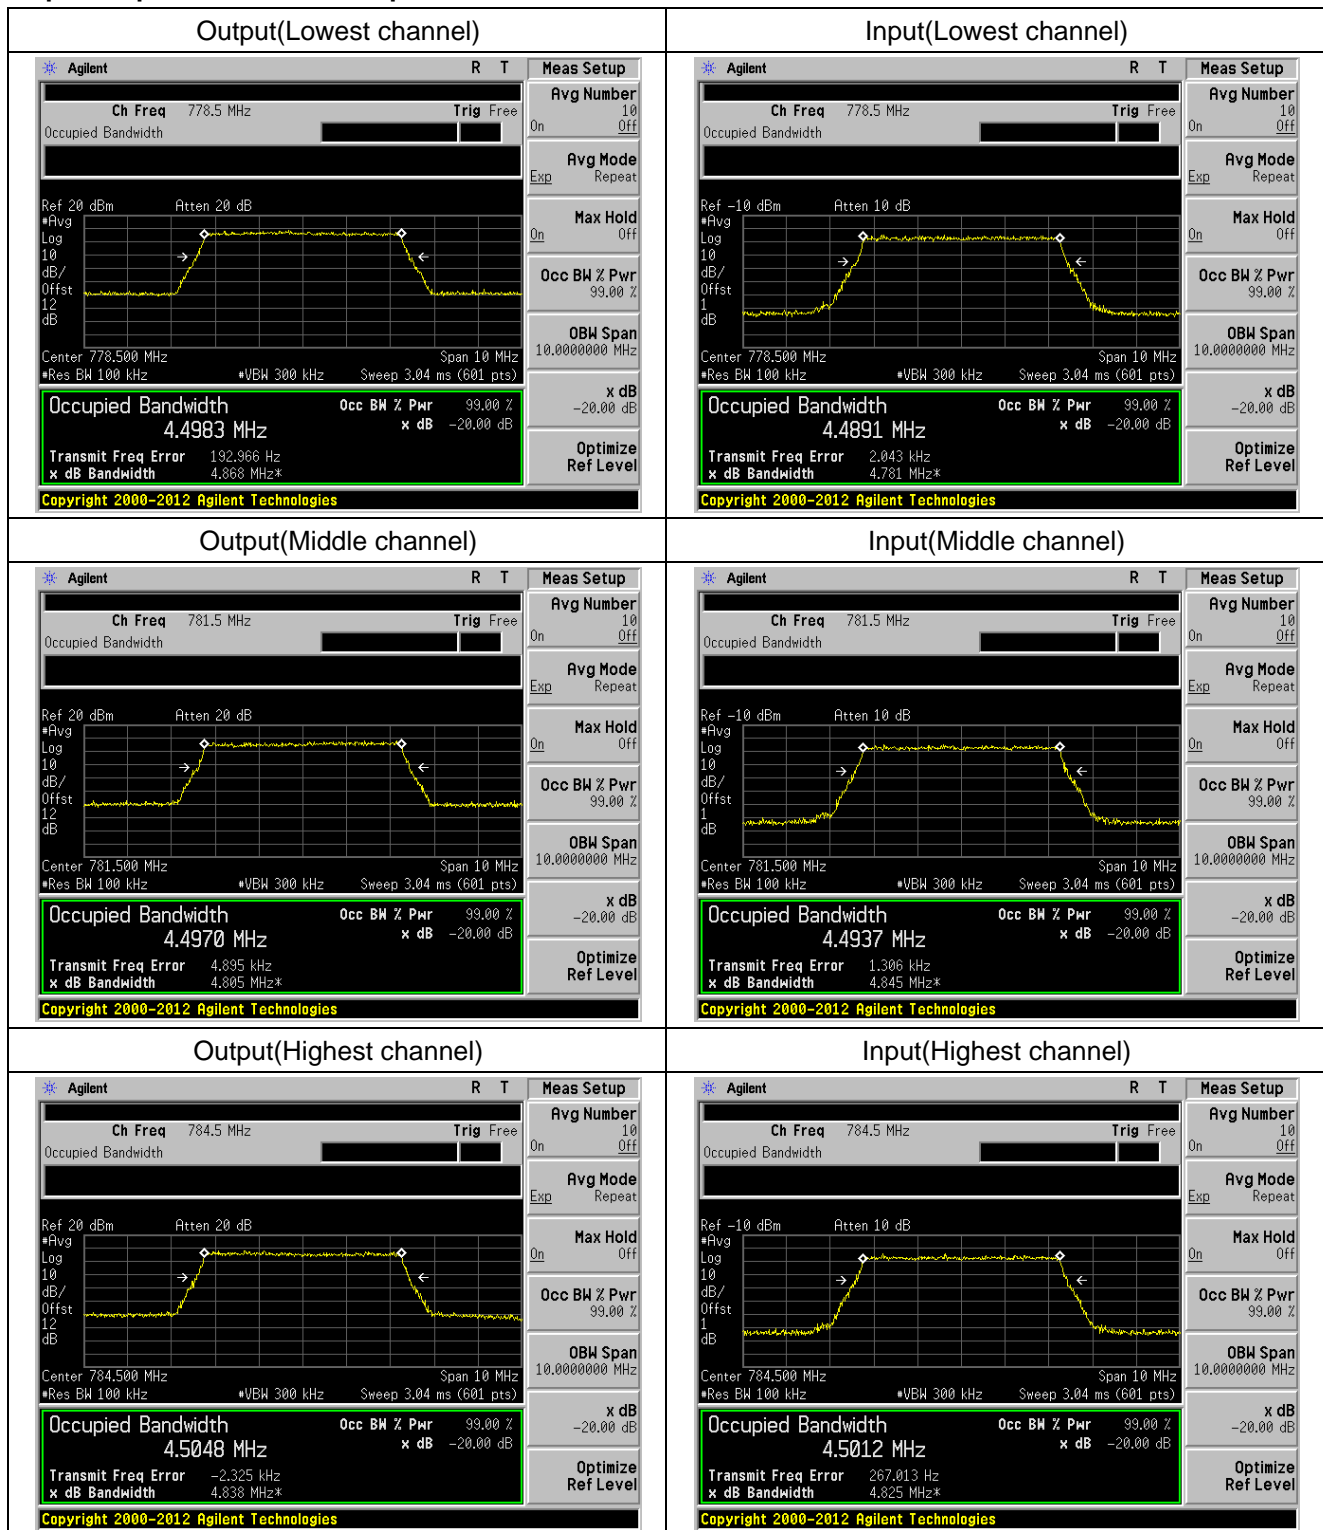 Output(Lowest channel)
Input(Lowest channel)
Agilent R T Meas Setup
Ch Freq 778.5 MHz Trig Free
Occupied Bandwidth
Avg Number
10
On Off
Avg Mode
Exp Repeat
Max Hold
On Off
Occ BW % Pwr
99.00 %
OBW Span
10.0000000 MHz
x dB
-20.00 dB
Optimize
Ref Level
Ref 20 dBm Atten 20 dB
#Avg
Log
10
dB/
Offst
12
dB
Center 778.500 MHz Span 10 MHz
#Res BW 100 kHz #VBW 300 kHz Sweep 3.04 ms (601 pts)
Occupied Bandwidth Occ BW % Pwr 99.00 %
4.4983 MHz x dB -20.00 dB
Transmit Freq Error 192.966 Hz
x dB Bandwidth 4.868 MHz*
Copyright 2000-2012 Agilent Technologies
Agilent R T Meas Setup
Ch Freq 778.5 MHz Trig Free
Occupied Bandwidth
Avg Number
10
On Off
Avg Mode
Exp Repeat
Max Hold
On Off
Occ BW % Pwr
99.00 %
OBW Span
10.0000000 MHz
x dB
-20.00 dB
Optimize
Ref Level
Ref -10 dBm Atten 10 dB
#Avg
Log
10
dB/
Offst
1
dB
Center 778.500 MHz Span 10 MHz
#Res BW 100 kHz #VBW 300 kHz Sweep 3.04 ms (601 pts)
Occupied Bandwidth Occ BW % Pwr 99.00 %
4.4891 MHz x dB -20.00 dB
Transmit Freq Error 2.043 kHz
x dB Bandwidth 4.781 MHz*
Copyright 2000-2012 Agilent Technologies
Output(Middle channel)
Input(Middle channel)
Agilent R T Meas Setup
Ch Freq 781.5 MHz Trig Free
Occupied Bandwidth
Avg Number
10
On Off
Avg Mode
Exp Repeat
Max Hold
On Off
Occ BW % Pwr
99.00 %
OBW Span
10.0000000 MHz
x dB
-20.00 dB
Optimize
Ref Level
Ref 20 dBm Atten 20 dB
#Avg
Log
10
dB/
Offst
12
dB
Center 781.500 MHz Span 10 MHz
#Res BW 100 kHz #VBW 300 kHz Sweep 3.04 ms (601 pts)
Occupied Bandwidth Occ BW % Pwr 99.00 %
4.4970 MHz x dB -20.00 dB
Transmit Freq Error 4.895 kHz
x dB Bandwidth 4.805 MHz*
Copyright 2000-2012 Agilent Technologies
Agilent R T Meas Setup
Ch Freq 781.5 MHz Trig Free
Occupied Bandwidth
Avg Number
10
On Off
Avg Mode
Exp Repeat
Max Hold
On Off
Occ BW % Pwr
99.00 %
OBW Span
10.0000000 MHz
x dB
-20.00 dB
Optimize
Ref Level
Ref -10 dBm Atten 10 dB
#Avg
Log
10
dB/
Offst
1
dB
Center 781.500 MHz Span 10 MHz
#Res BW 100 kHz #VBW 300 kHz Sweep 3.04 ms (601 pts)
Occupied Bandwidth Occ BW % Pwr 99.00 %
4.4937 MHz x dB -20.00 dB
Transmit Freq Error 1.306 kHz
x dB Bandwidth 4.845 MHz*
Copyright 2000-2012 Agilent Technologies
Output(Highest channel)
Input(Highest channel)
Agilent R T Meas Setup
Ch Freq 784.5 MHz Trig Free
Occupied Bandwidth
Avg Number
10
On Off
Avg Mode
Exp Repeat
Max Hold
On Off
Occ BW % Pwr
99.00 %
OBW Span
10.0000000 MHz
x dB
-20.00 dB
Optimize
Ref Level
Ref 20 dBm Atten 20 dB
#Avg
Log
10
dB/
Offst
12
dB
Center 784.500 MHz Span 10 MHz
#Res BW 100 kHz #VBW 300 kHz Sweep 3.04 ms (601 pts)
Occupied Bandwidth Occ BW % Pwr 99.00 %
4.5048 MHz x dB -20.00 dB
Transmit Freq Error -2.325 kHz
x dB Bandwidth 4.838 MHz*
Copyright 2000-2012 Agilent Technologies
Agilent R T Meas Setup
Ch Freq 784.5 MHz Trig Free
Occupied Bandwidth
Avg Number
10
On Off
Avg Mode
Exp Repeat
Max Hold
On Off
Occ BW % Pwr
99.00 %
OBW Span
10.0000000 MHz
x dB
-20.00 dB
Optimize
Ref Level
Ref -10 dBm Atten 10 dB
#Avg
Log
10
dB/
Offst
1
dB
Center 784.500 MHz Span 10 MHz
#Res BW 100 kHz #VBW 300 kHz Sweep 3.04 ms (601 pts)
Occupied Bandwidth Occ BW % Pwr 99.00 %
4.5012 MHz x dB -20.00 dB
Transmit Freq Error 267.013 Hz
x dB Bandwidth 4.825 MHz*
Copyright 2000-2012 Agilent Technologies